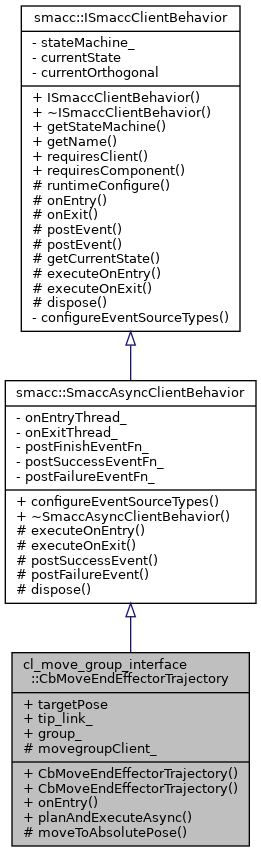 smacc::ISmaccClientBehavior
- stateMachine_
- currentState
- currentOrthogonal
+ ISmaccClientBehavior()
+ ~ISmaccClientBehavior()
+ getStateMachine()
+ getName()
+ requiresClient()
+ requiresComponent()
# runtimeConfigure()
# onEntry()
# onExit()
# postEvent()
# postEvent()
# getCurrentState()
# executeOnEntry()
# executeOnExit()
# dispose()
- configureEventSourceTypes()
smacc::SmaccAsyncClientBehavior
- onEntryThread_
- onExitThread_
- postFinishEventFn_
- postSuccessEventFn_
- postFailureEventFn_
+ configureEventSourceTypes()
+ ~SmaccAsyncClientBehavior()
# executeOnEntry()
# executeOnExit()
# postSuccessEvent()
# postFailureEvent()
# dispose()
cl_move_group_interface
::CbMoveEndEffectorTrajectory
+ targetPose
+ tip_link_
+ group_
# movegroupClient_
+ CbMoveEndEffectorTrajectory()
+ CbMoveEndEffectorTrajectory()
+ onEntry()
+ planAndExecuteAsync()
# moveToAbsolutePose()